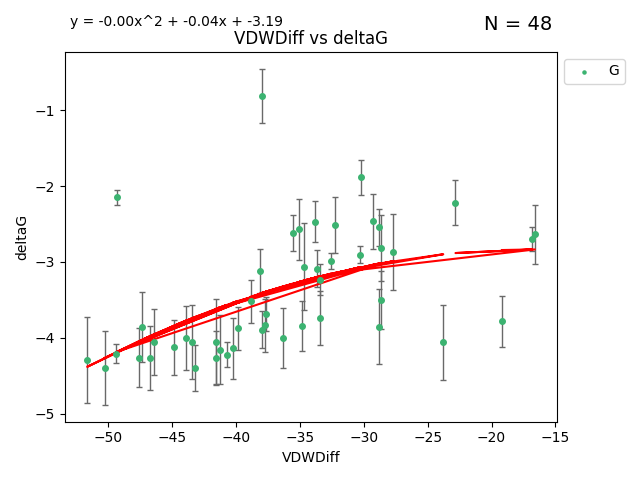 y = -0.00x^2 + -0.04x + -3.19
N = 48
VDWDiff vs deltaG
G
−1
−2
−3
−4
−5
deltaG
−50 −45 −40 −35 −30 −25 −20 −15
VDWDiff